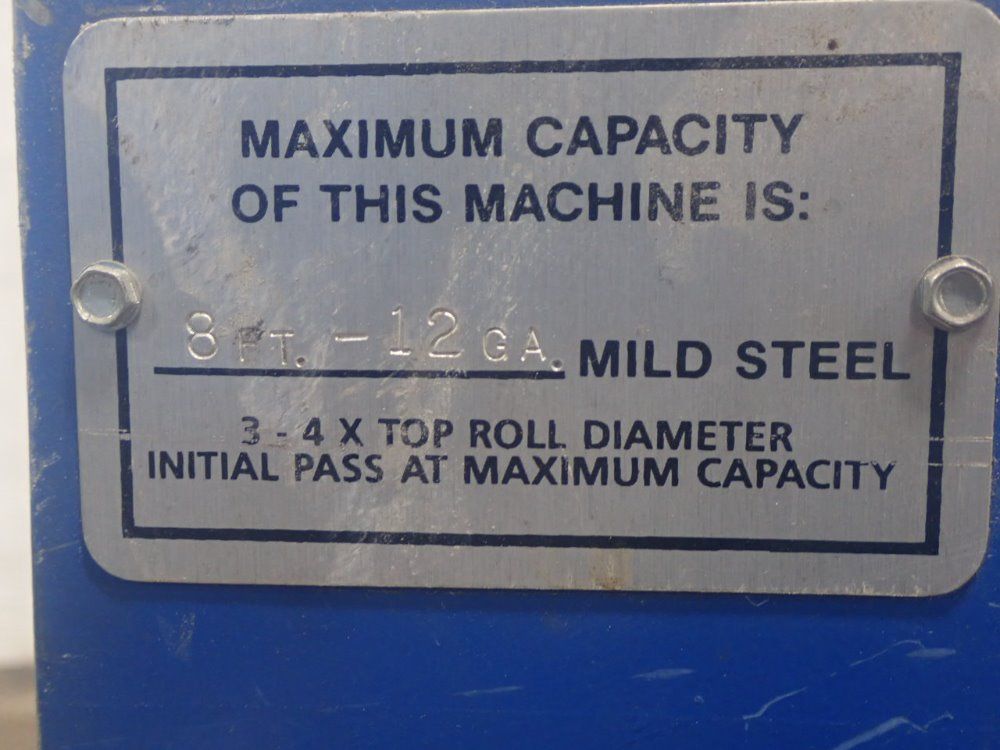 MAXIMUM CAPACITY
OF THIS MACHINE IS:
8 FT. - 12 GA. MILD STEEL
3 - 4 X TOP ROLL DIAMETER
INITIAL PASS AT MAXIMUM CAPACITY